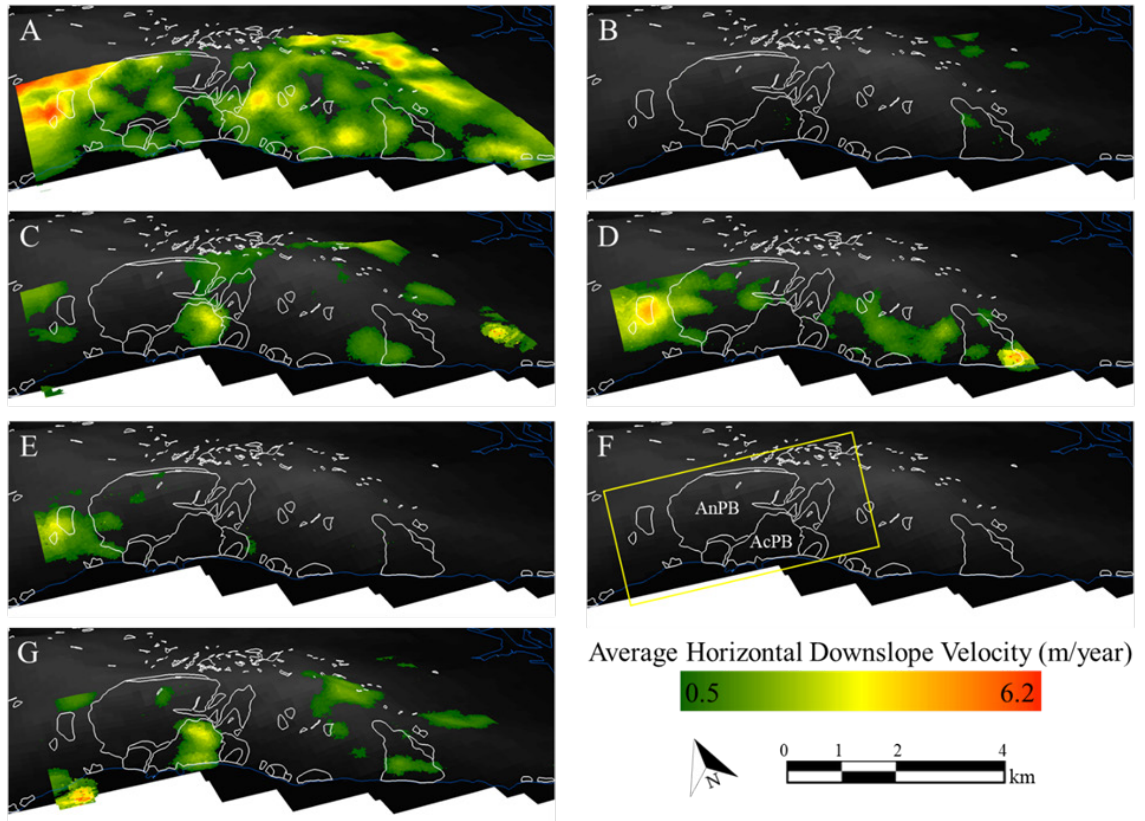 A
B
C
D
E
F
AnPB
AcPB
G
Average Horizontal Downslope Velocity (m/year)
0.5 6.2
N
0 1 2 4
km